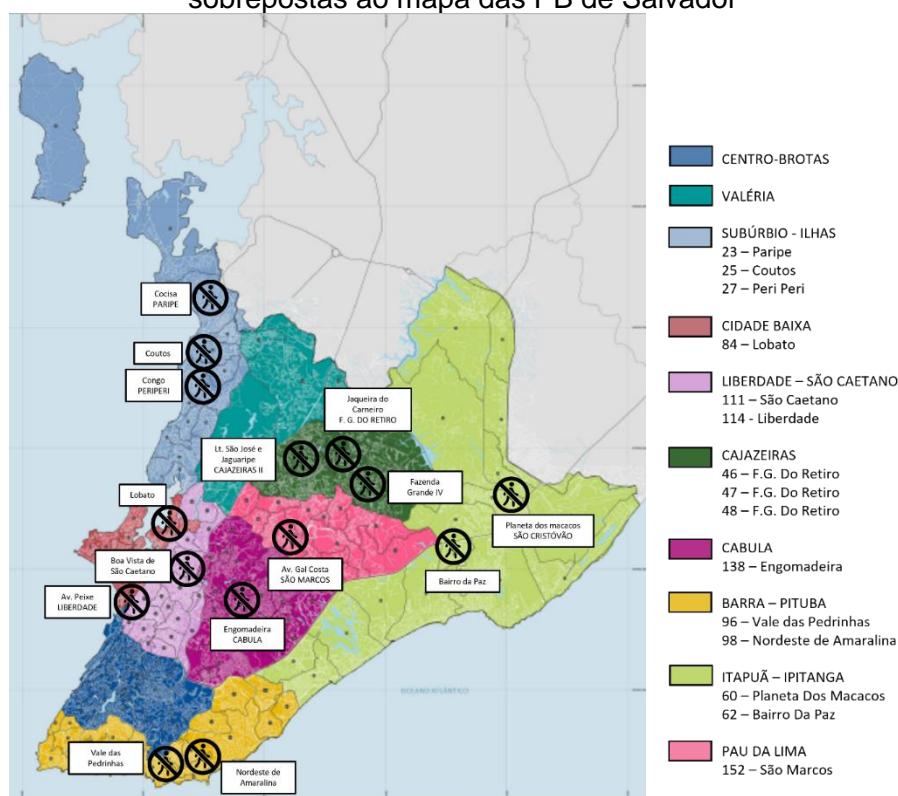 sobrepostas ao mapa das PB de Salvador
Cocisa
PARIPE
Coutos
Congo
PERIPERI
Jaqueira do
Carneiro
F. G. DO RETIRO
Lt. São José e
Jaguaripe
CAJAZEIRAS II
Fazenda
Grande IV
Lobato
Planeta dos macacos
SÃO CRISTÓVÃO
Boa Vista de
São Caetano
Av. Gal Costa
SÃO MARCOS
Bairro da Paz
Av. Peixe
LIBERDADE
Engomadeira
CABULA
OCEANO ATLÂNTICO
Vale das
Pedrinhas
Nordeste de
Amaralina
CENTRO-BROTAS
VALÉRIA
SUBÚRBIO - ILHAS
23 – Paripe
25 – Coutos
27 – Peri Peri
CIDADE BAIXA
84 – Lobato
LIBERDADE – SÃO CAETANO
111 – São Caetano
114 - Liberdade
CAJAZEIRAS
46 – F.G. Do Retiro
47 – F.G. Do Retiro
48 – F.G. Do Retiro
CABULA
138 – Engomadeira
BARRA – PITUBA
96 – Vale das Pedrinhas
98 – Nordeste de Amaralina
ITAPUÃ – IPITANGA
60 – Planeta Dos Macacos
62 – Bairro Da Paz
PAU DA LIMA
152 – São Marcos